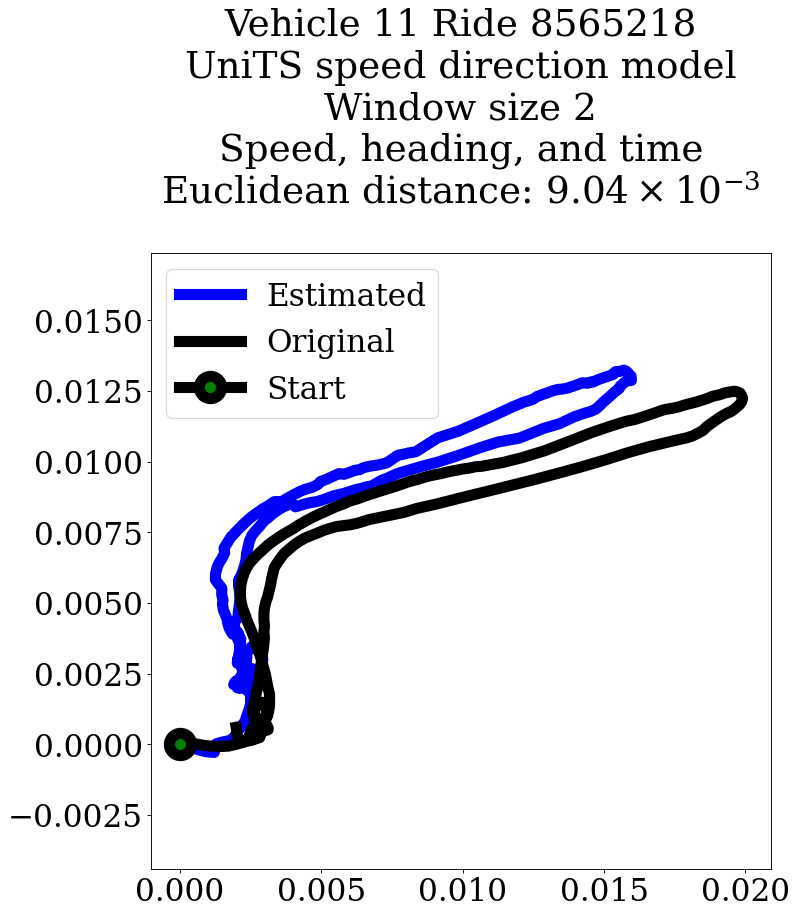 Vehicle 11 Ride 8565218
UniTS speed direction model
Window size 2
Speed, heading, and time
Euclidean distance: 9.04 × 10⁻³
Estimated
Original
Start
0.0150
0.0125
0.0100
0.0075
0.0050
0.0025
0.0000
−0.0025
0.000 0.005 0.010 0.015 0.020